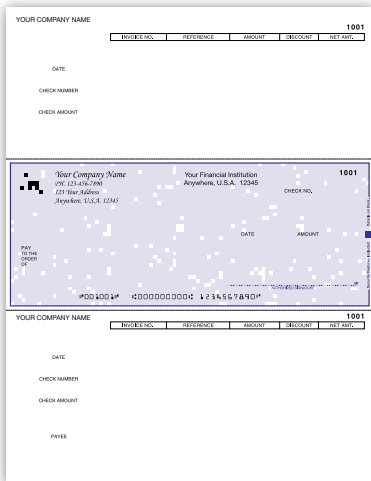 YOUR COMPANY NAME
1001
INVOICE NO. REFERENCE AMOUNT DISCOUNT NET AMT.
DATE
CHECK NUMBER
CHECK AMOUNT
Your Company Name
PH. 123-456-7890
123 Your Address
Anywhere, U.S.A. 12345
Your Financial Institution
Anywhere, U.S.A. 12345
1001
CHECK NO.
DATE AMOUNT
PAY
TO THE
ORDER
OF
⑈001001⑈ ⑆000000000⑆ 1234567890⑈
YOUR COMPANY NAME
1001
INVOICE NO. REFERENCE AMOUNT DISCOUNT NET AMT.
DATE
CHECK NUMBER
CHECK AMOUNT
PAYEE